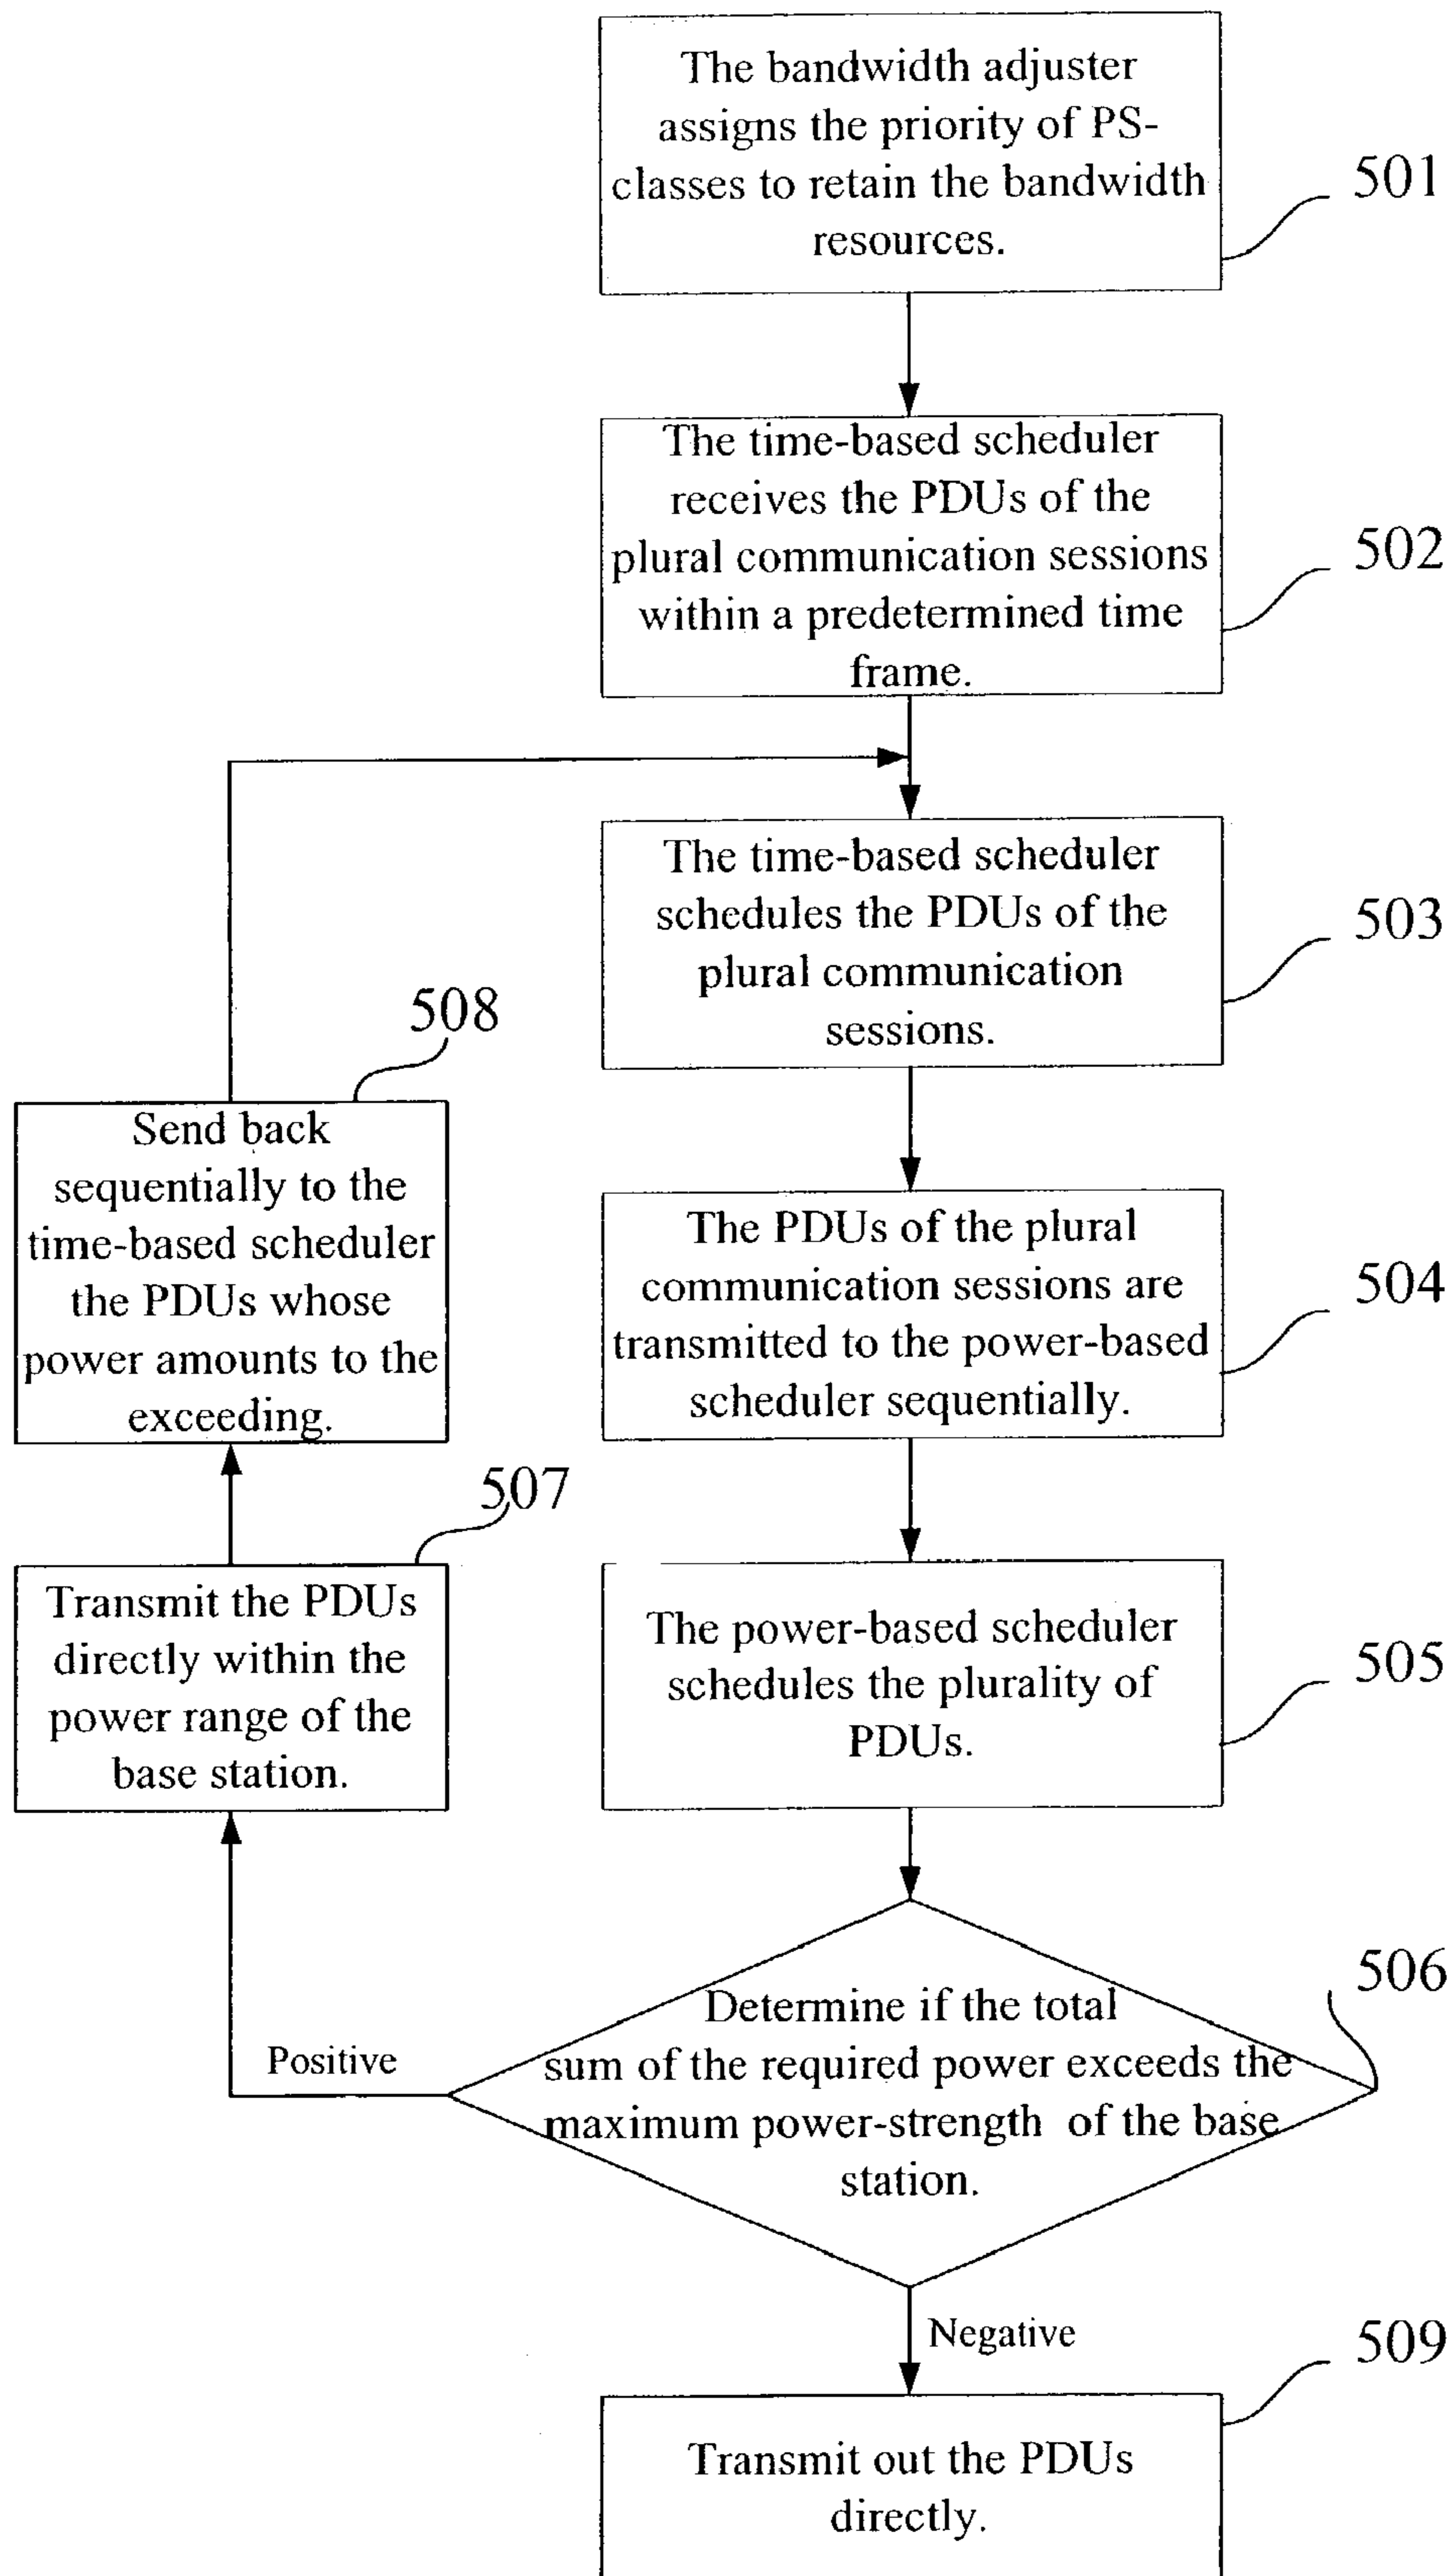 The bandwidth adjuster
assigns the priority of PS-
classes to retain the bandwidth
resources.
501
The time-based scheduler
receives the PDUs of the
plural communication sessions
within a predetermined time
frame.
502
The time-based scheduler
schedules the PDUs of the
plural communication
sessions.
503
508
Send back
sequentially to the
time-based scheduler
the PDUs whose
power amounts to the
exceeding.
The PDUs of the plural
communication sessions are
transmitted to the power-based
scheduler sequentially.
504
507
Transmit the PDUs
directly within the
power range of the
base station.
The power-based scheduler
schedules the plurality of
PDUs.
505
506
Determine if the total
sum of the required power exceeds the
maximum power-strength of the base
station.
Positive
Negative
509
Transmit out the PDUs
directly.